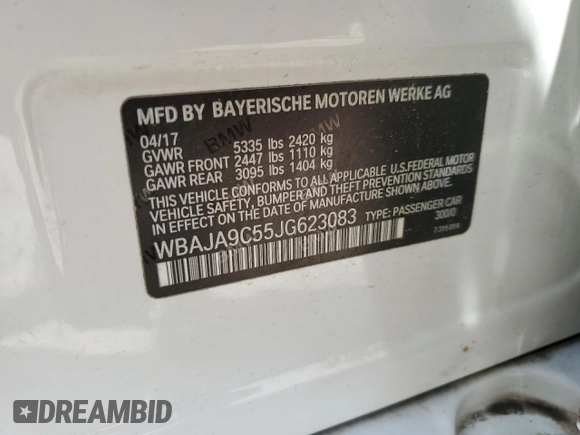 MFD BY BAYERISCHE MOTOREN WERKE AG
04/17
GVWR 5335 lbs 2420 kg
GAWR FRONT 2447 lbs 1110 kg
GAWR REAR 3095 lbs 1404 kg
THIS VEHICLE CONFORMS TO ALL APPLICABLE U.S.FEDERAL MOTOR
VEHICLE SAFETY, BUMPER AND THEFT PREVENTION STANDARDS
IN EFFECT ON THE DATE OF MANUFACTURE SHOWN ABOVE.
WBAJA9C55JG623083 TYPE: PASSENGER CAR
300/0
BMW
BMW
DREAMBID